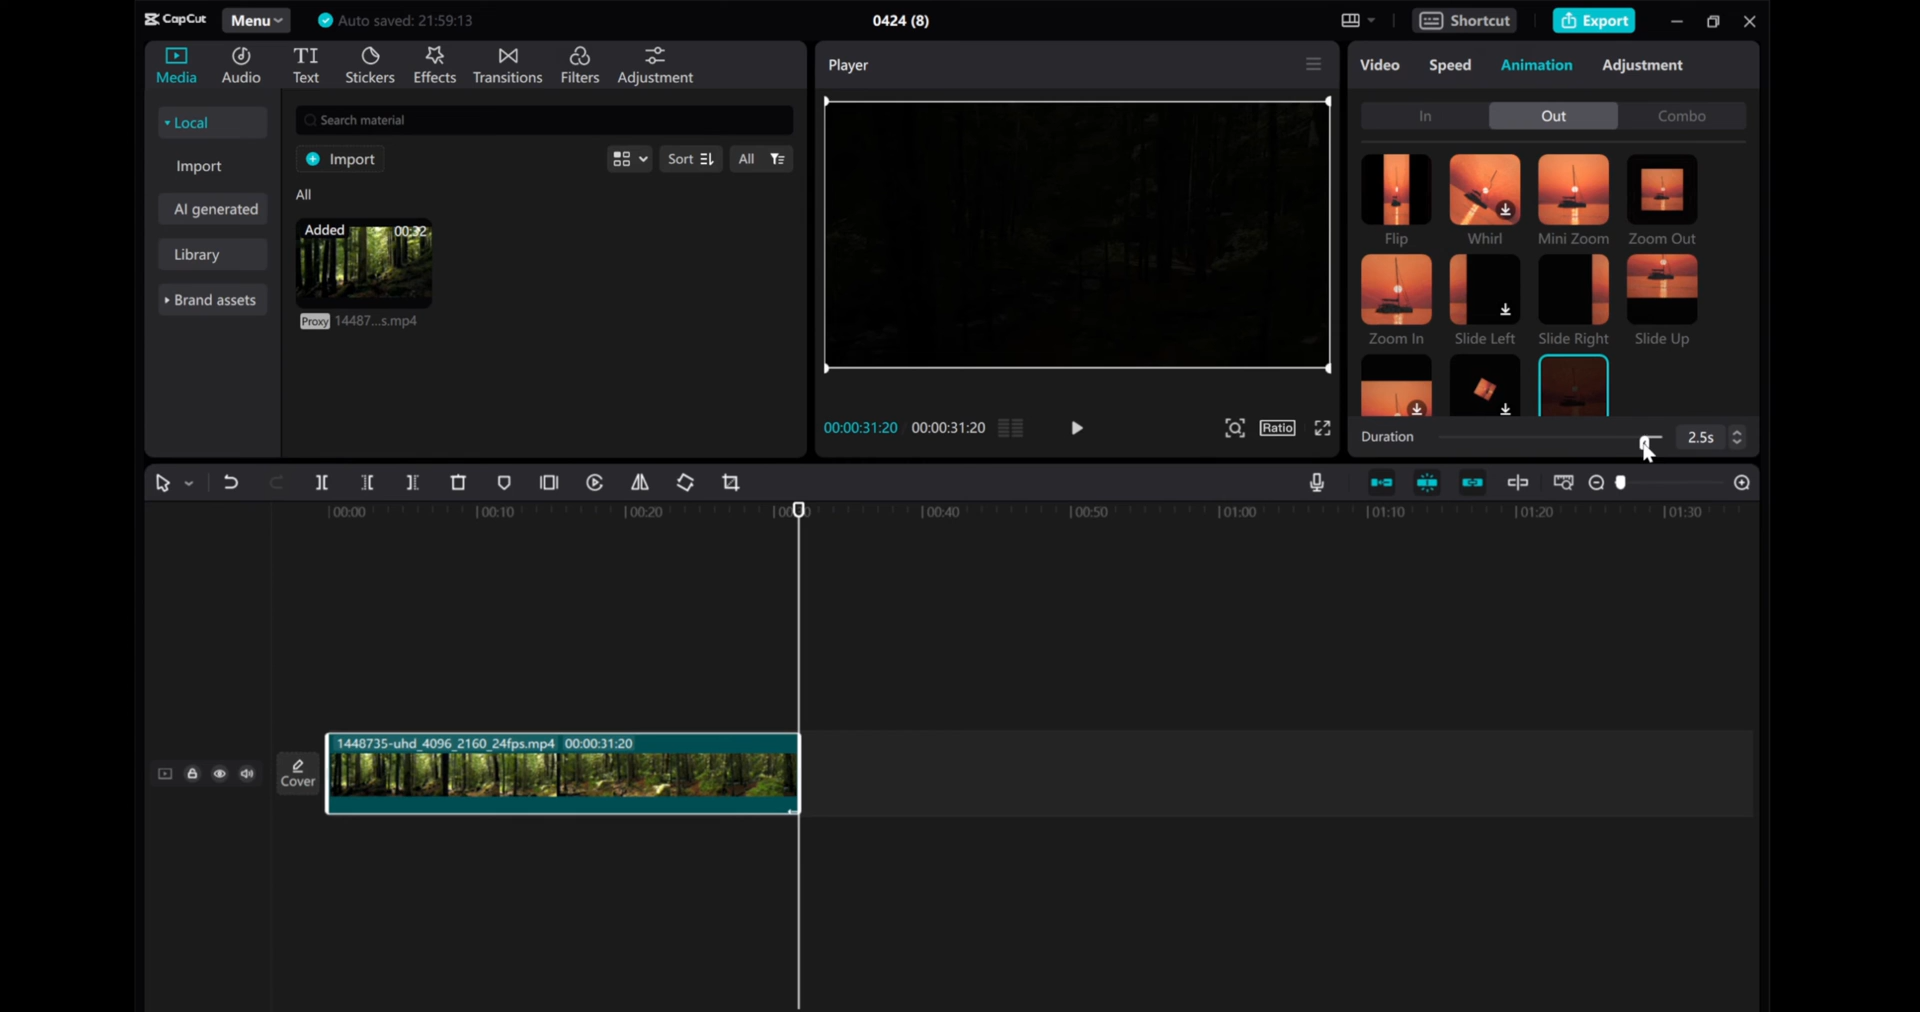 CapCut
Menu
Auto saved: 21:59:13
0424 (8)
Shortcut
Export
Media
Audio
TI
Text
Stickers
Effects
Transitions
Filters
Adjustment
Player
Video
Speed
Animation
Adjustment
Local
Import
AI generated
Library
Brand assets
Search material
Import
Sort
All
All
Added
00:32
Proxy
14487...s.mp4
In
Out
Combo
Flip
Whirl
Mini Zoom
Zoom Out
Zoom In
Slide Left
Slide Right
Slide Up
Duration
2.5s
00:00:31:20
00:00:31:20
Ratio
00:00
00:10
00:20
00:40
00:50
01:00
01:10
01:20
01:30
1448735-uhd_4096_2160_24fps.mp4
00:00:31:20
Cover